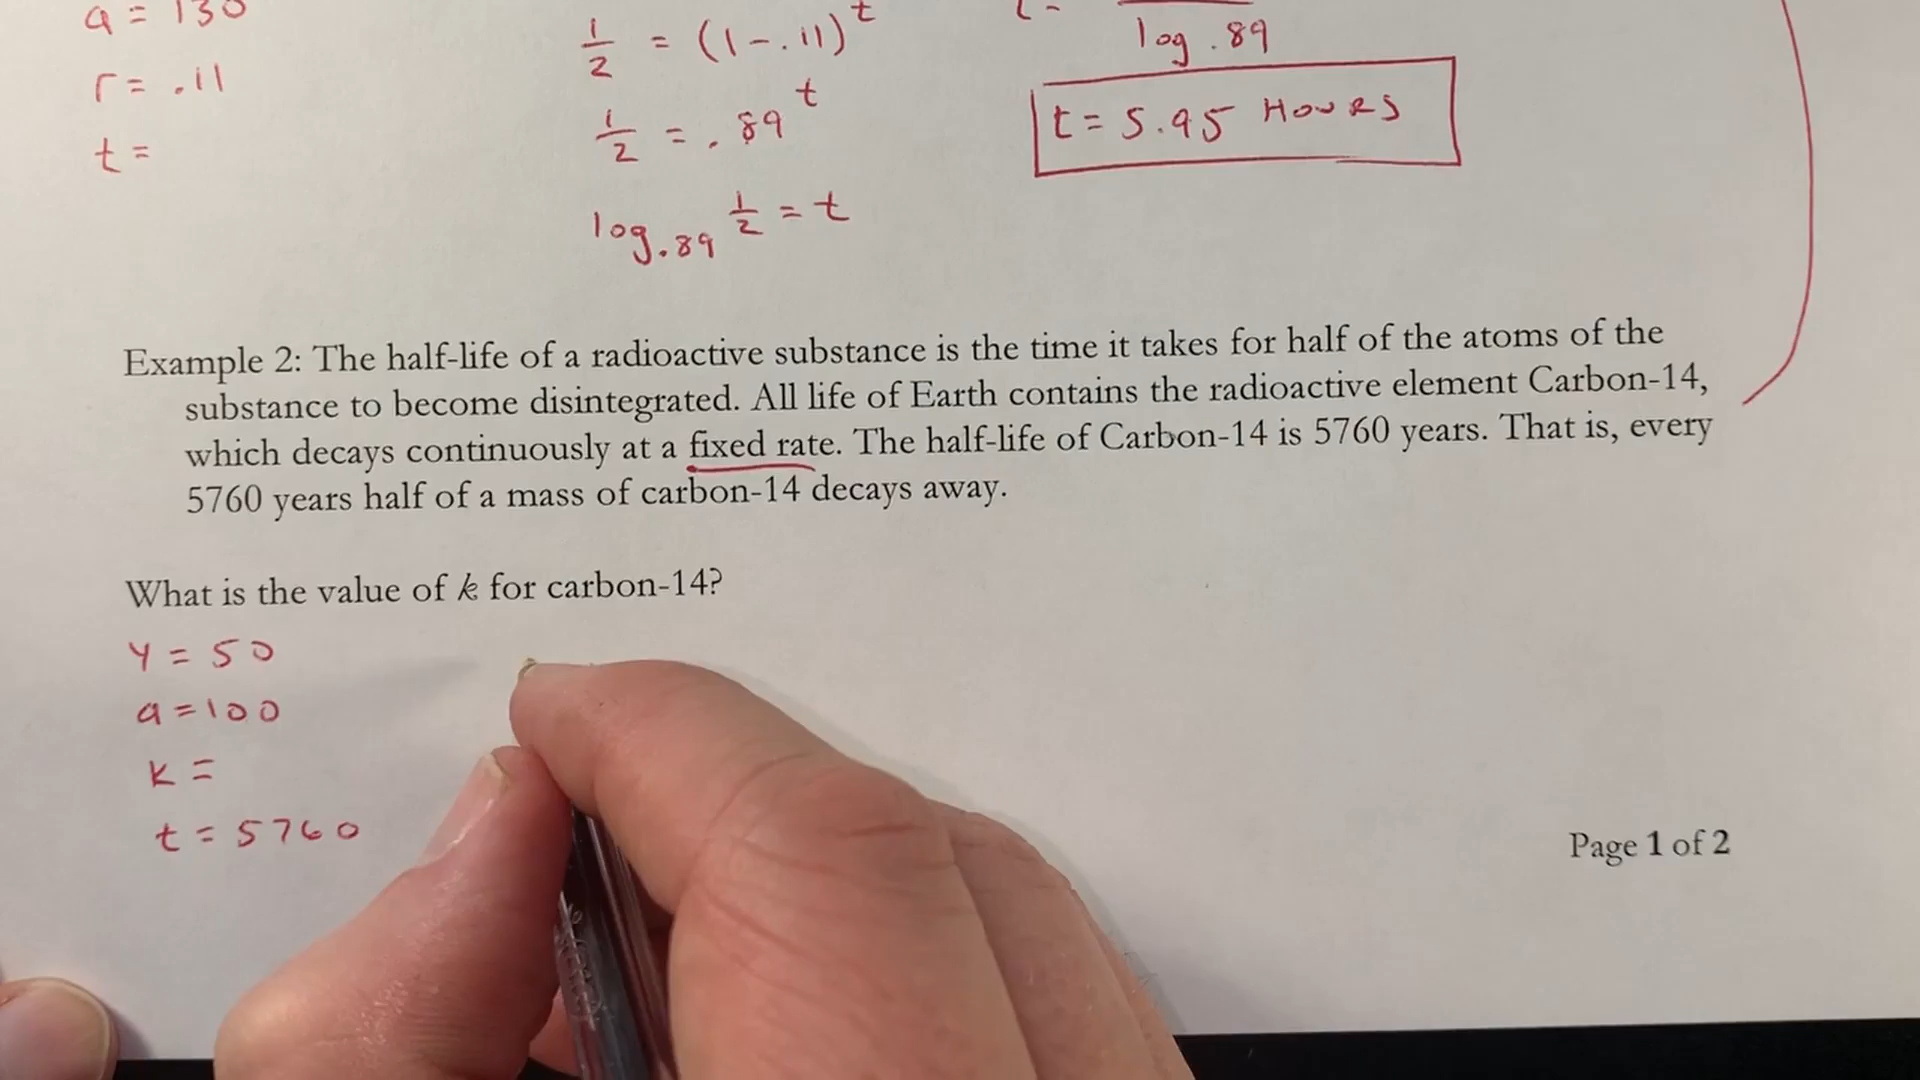 a = 130
r = .11
t =
1/2 = (1 - .11)^t
1/2 = .89^t
log.89 1/2 = t
log .89
t = 5.95 HOURS
Example 2: The half-life of a radioactive substance is the time it takes for half of the atoms of the
substance to become disintegrated. All life of Earth contains the radioactive element Carbon-14,
which decays continuously at a fixed rate. The half-life of Carbon-14 is 5760 years. That is, every
5760 years half of a mass of carbon-14 decays away.
What is the value of k for carbon-14?
y = 50
a = 100
k =
t = 5760
Page 1 of 2